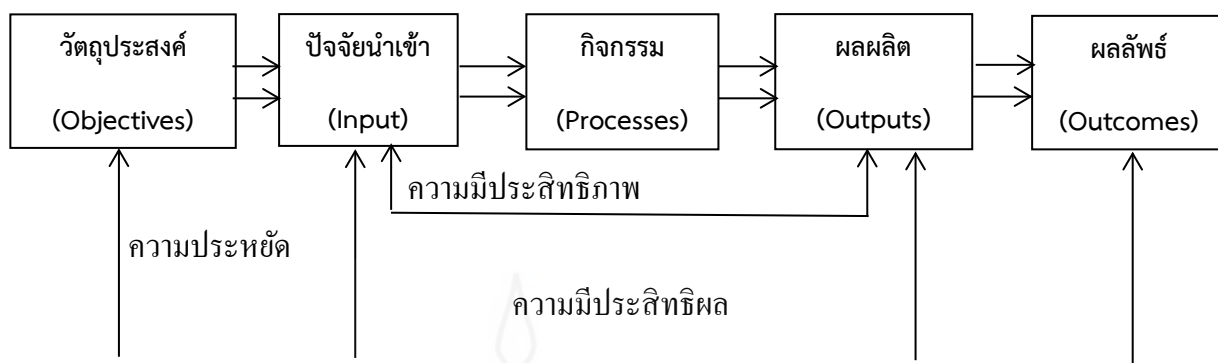 วัตถุประสงค์
(Objectives)
ปัจจัยนำเข้า
(Input)
กิจกรรม
(Processes)
ผลผลิต
(Outputs)
ผลลัพธ์
(Outcomes)
ความมีประสิทธิภาพ
ความประหยัด
ความมีประสิทธิผล